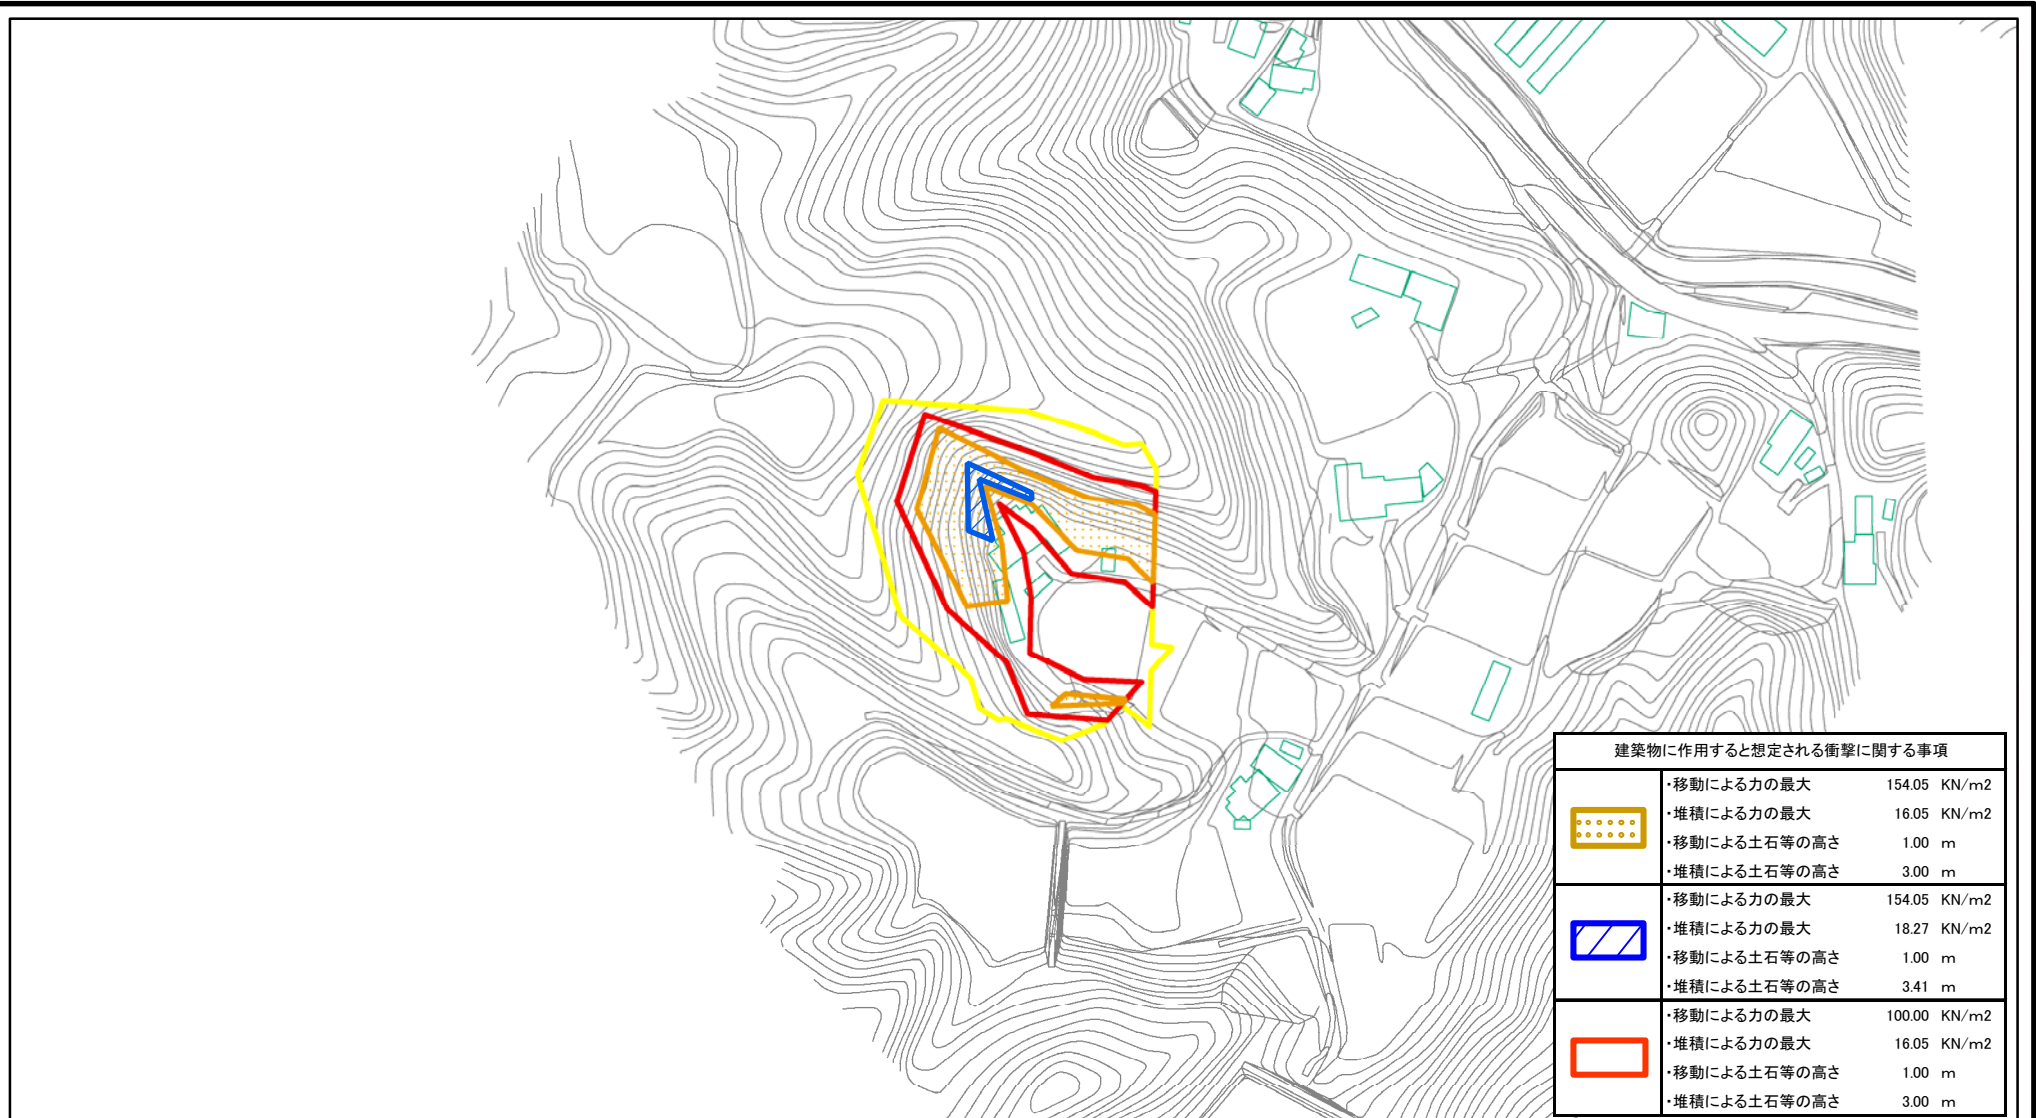 建築物に作用すると想定される衝撃に関する事項
・移動による力の最大 154.05 KN/m2
・堆積による力の最大 16.05 KN/m2
・移動による土石等の高さ 1.00 m
・堆積による土石等の高さ 3.00 m
・移動による力の最大 154.05 KN/m2
・堆積による力の最大 18.27 KN/m2
・移動による土石等の高さ 1.00 m
・堆積による土石等の高さ 3.41 m
・移動による力の最大 100.00 KN/m2
・堆積による力の最大 16.05 KN/m2
・移動による土石等の高さ 1.00 m
・堆積による土石等の高さ 3.00 m